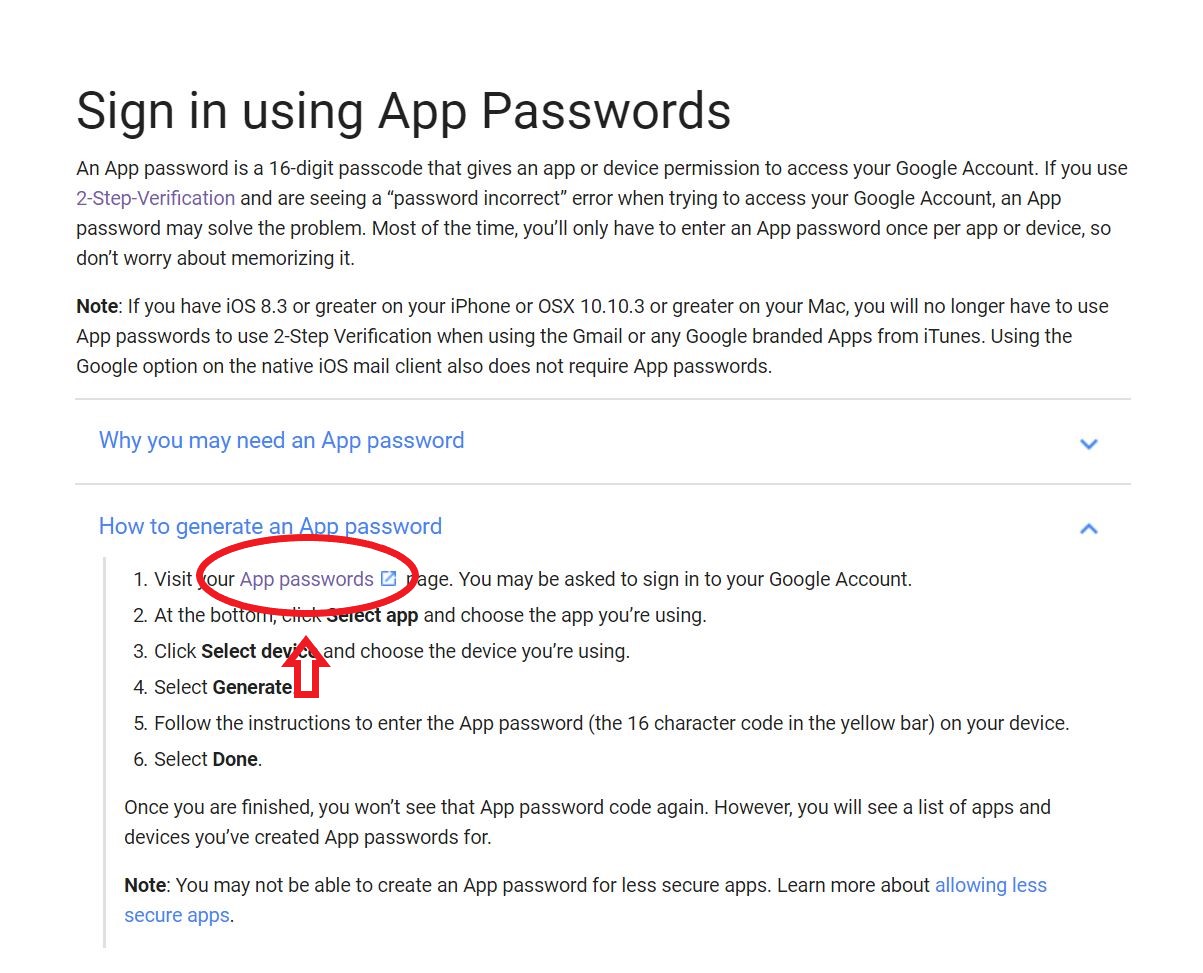 Sign in using App Passwords
An App password is a 16-digit passcode that gives an app or device permission to access your Google Account. If you use
2-Step-Verification and are seeing a “password incorrect” error when trying to access your Google Account, an App
password may solve the problem. Most of the time, you’ll only have to enter an App password once per app or device, so
don’t worry about memorizing it.
Note: If you have iOS 8.3 or greater on your iPhone or OSX 10.10.3 or greater on your Mac, you will no longer have to use
App passwords to use 2-Step Verification when using the Gmail or any Google branded Apps from iTunes. Using the
Google option on the native iOS mail client also does not require App passwords.
Why you may need an App password
How to generate an App password
1. Visit your App passwords page. You may be asked to sign in to your Google Account.
2. At the bottom, click Select app and choose the app you’re using.
3. Click Select device and choose the device you’re using.
4. Select Generate
5. Follow the instructions to enter the App password (the 16 character code in the yellow bar) on your device.
6. Select Done.
Once you are finished, you won’t see that App password code again. However, you will see a list of apps and
devices you’ve created App passwords for.
Note: You may not be able to create an App password for less secure apps. Learn more about allowing less
secure apps.